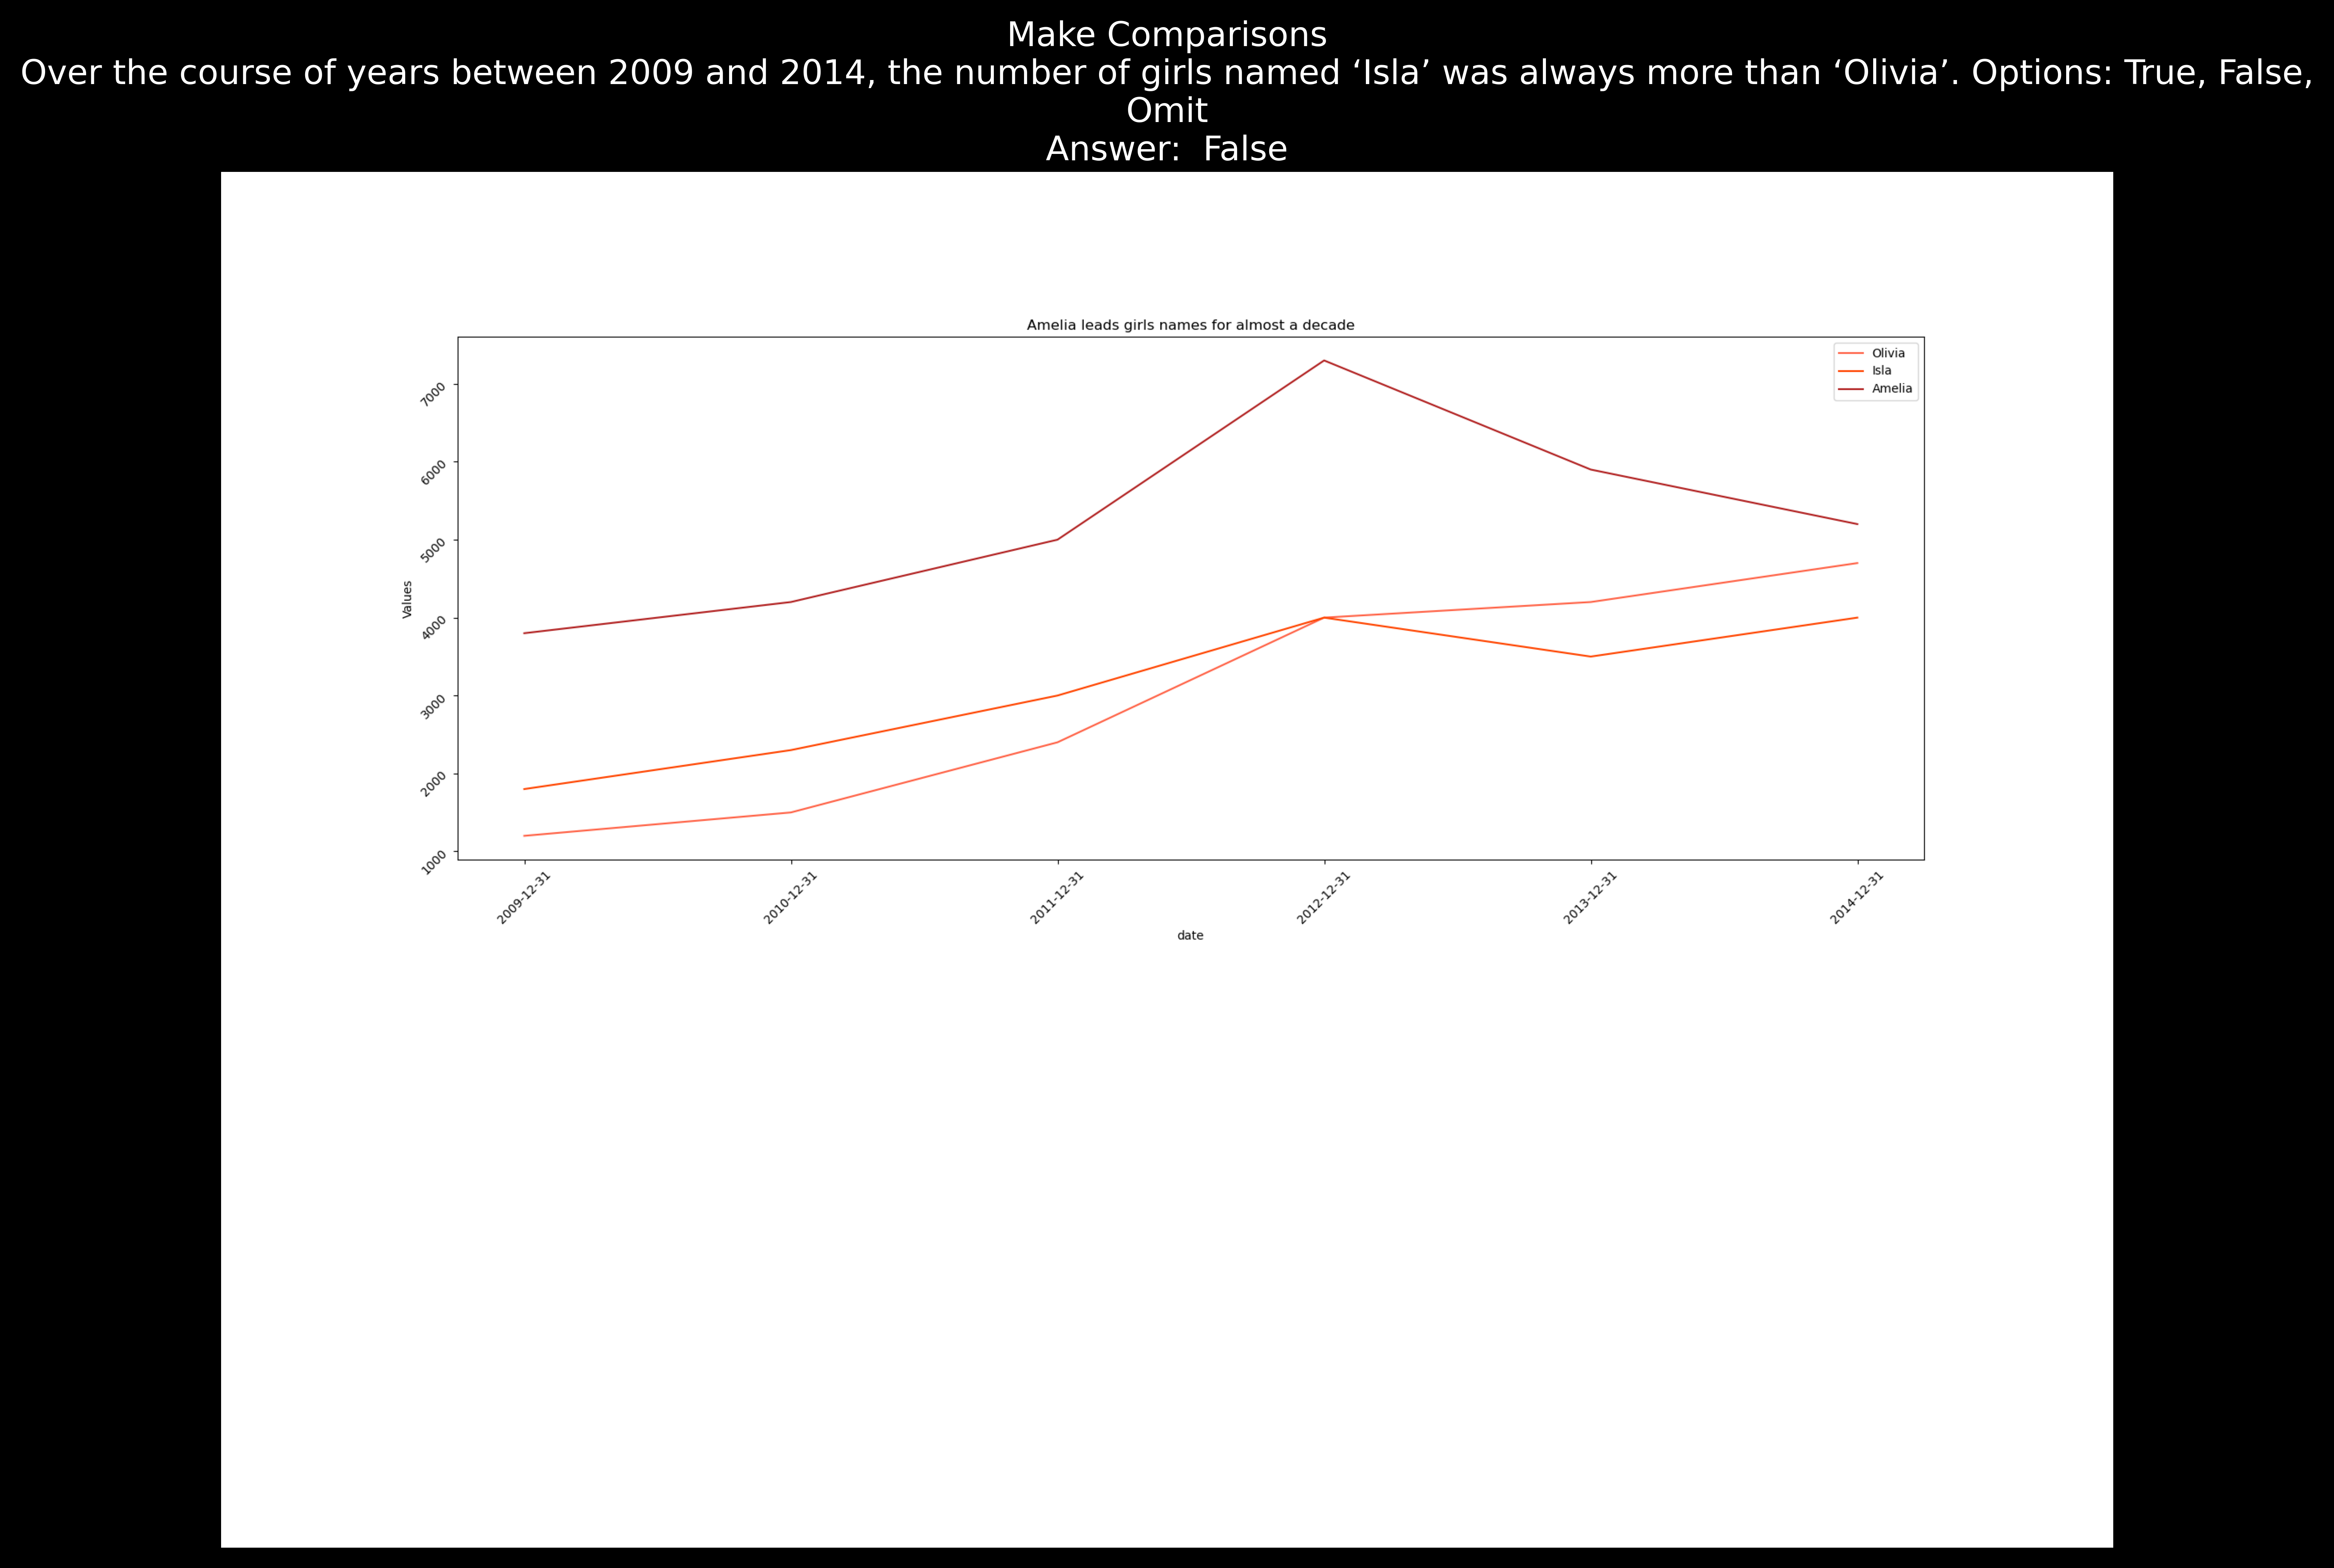 Make Comparisons
Over the course of years between 2009 and 2014, the number of girls named ‘Isla’ was always more than ‘Olivia’. Options: True, False,
Omit
Answer:  False
Amelia leads girls names for almost a decade
Olivia
Isla
Amelia
Values
7000
6000
5000
4000
3000
2000
1000
2009-12-31
2010-12-31
2011-12-31
2012-12-31
2013-12-31
2014-12-31
date